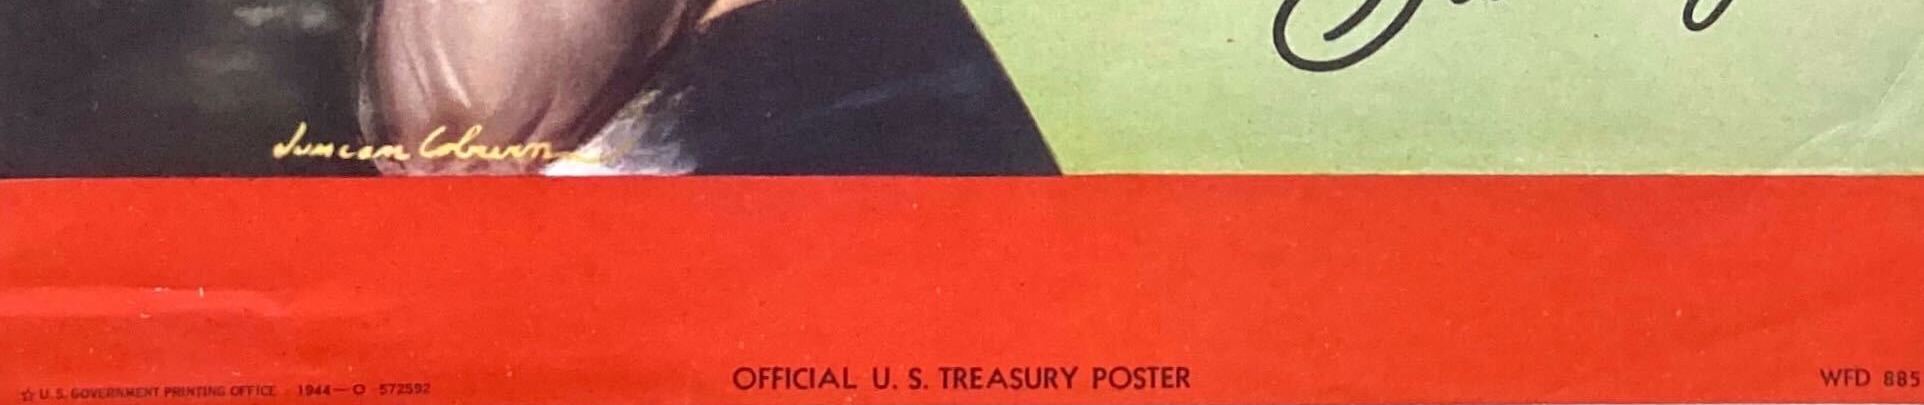 Duncan Coburn
☆ U.S. GOVERNMENT PRINTING OFFICE : 1944—O 572592
OFFICIAL U. S. TREASURY POSTER
WFD 885